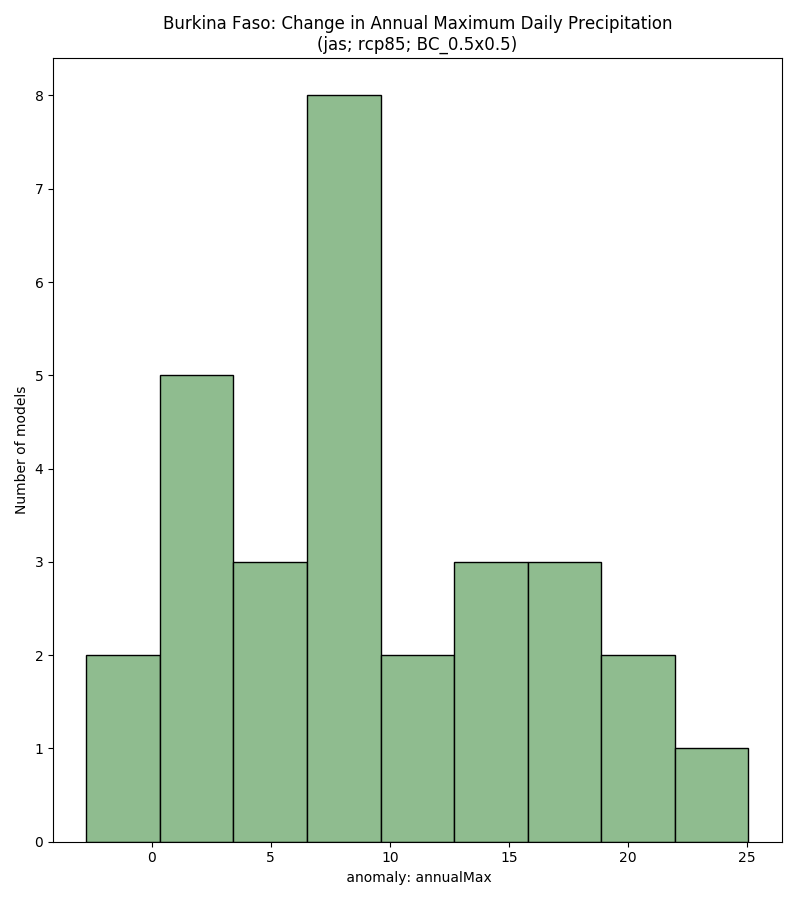 Burkina Faso: Change in Annual Maximum Daily Precipitation
(jas; rcp85; BC_0.5x0.5)
8
7
6
5
4
3
2
1
0
Number of models
0 5 10 15 20 25
anomaly: annualMax